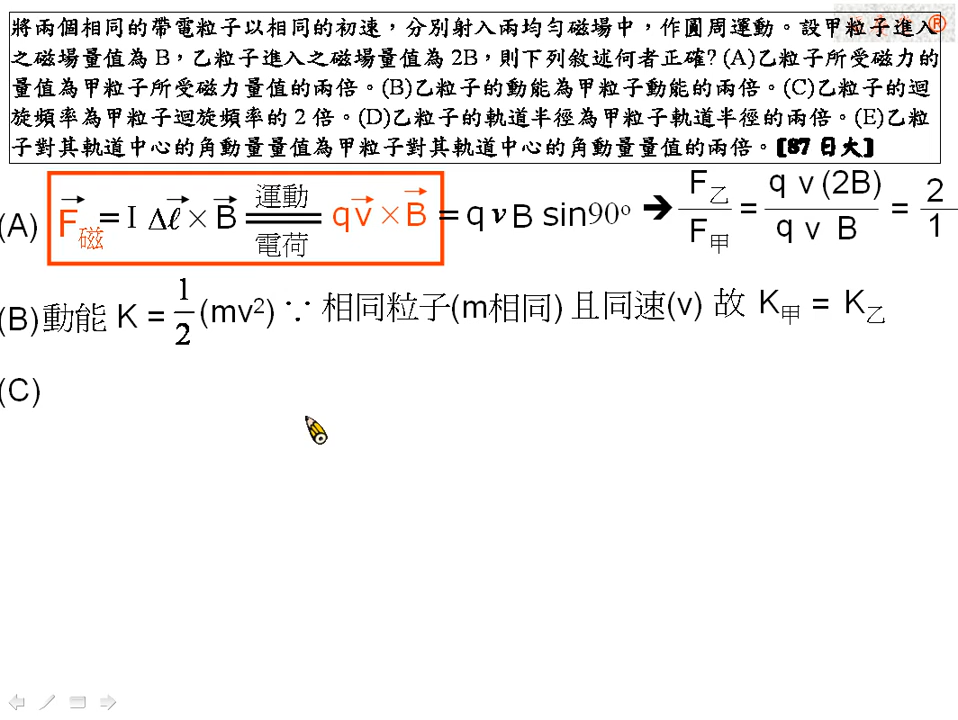 將兩個相同的帶電粒子以相同的初速，分別射入兩均勻磁場中，作圓周運動。設甲粒子進入
之磁場量值為 B，乙粒子進入之磁場量值為 2B，則下列敘述何者正確? (A)乙粒子所受磁力的
量值為甲粒子所受磁力量值的兩倍。(B)乙粒子的動能為甲粒子動能的兩倍。(C)乙粒子的迴
旋頻率為甲粒子迴旋頻率的 2 倍。(D)乙粒子的軌道半徑為甲粒子軌道半徑的兩倍。(E)乙粒
子對其軌道中心的角動量量值為甲粒子對其軌道中心的角動量量值的兩倍。【87 日大】
(A) F磁 = I Δℓ × B 運動電荷 q v × B = q v B sin90° ➔ F乙/F甲 = q v (2B)/q v B = 2/1
(B)動能 K = 1/2 (mv²) ∵ 相同粒子(m相同) 且同速(v) 故 K甲 = K乙
(C)